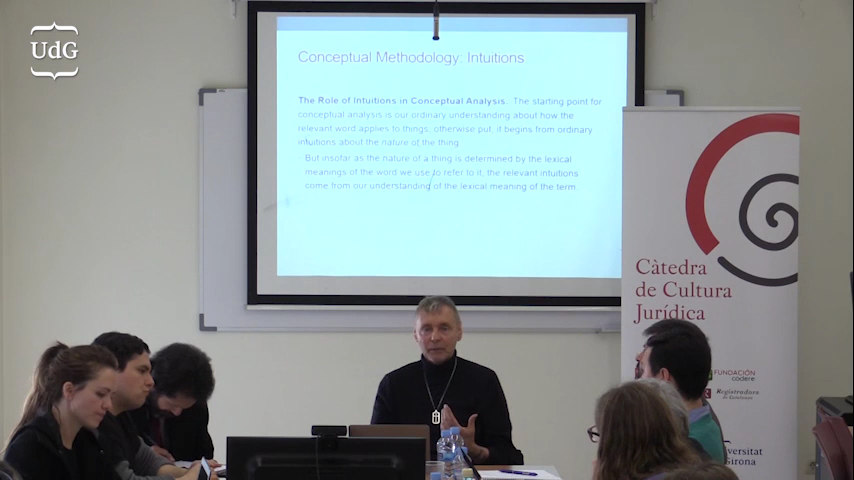 UdG
Conceptual Methodology: Intuitions
The Role of Intuitions in Conceptual Analysis. The starting point for
conceptual analysis is our ordinary understanding about how the
relevant word applies to things; otherwise put, it begins from ordinary
intuitions about the nature of the thing.
But insofar as the nature of a thing is determined by the lexical
meanings of the word we use to refer to it, the relevant intuitions
come from our understanding of the lexical meaning of the term.
Càtedra
de Cultura
Jurídica
FUNDACIÓN
codere
Registradores
Universitat
Girona